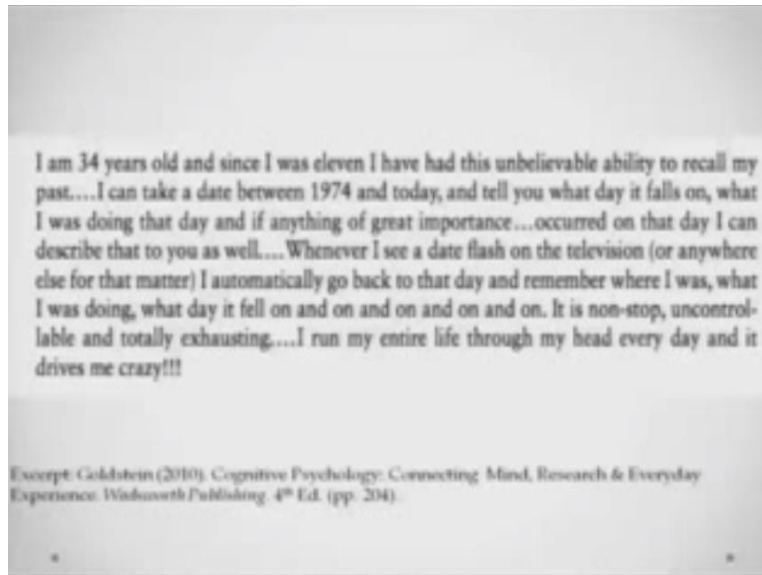 I am 34 years old and since I was eleven I have had this unbelievable ability to recall my
past....I can take a date between 1974 and today, and tell you what day it falls on, what
I was doing that day and if anything of great importance...occurred on that day I can
describe that to you as well....Whenever I see a date flash on the television (or anywhere
else for that matter) I automatically go back to that day and remember where I was, what
I was doing, what day it fell on and on and on and on and on. It is non-stop, uncontrol-
lable and totally exhausting....I run my entire life through my head every day and it
drives me crazy!!!
Excerpt: Goldstein (2010). Cognitive Psychology: Connecting Mind, Research & Everyday
Experience. Wadsworth Publishing. 4th Ed. (pp. 204).